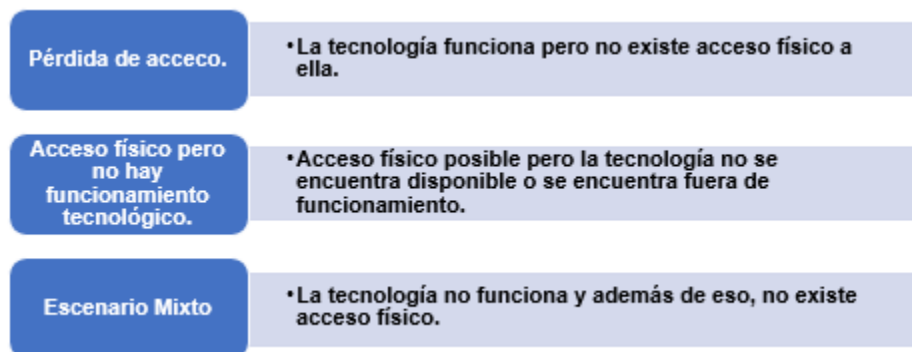 Pérdida de acceco.
•La tecnología funciona pero no existe acceso físico a
ella.
Acceso físico pero
no hay
funcionamiento
tecnológico.
•Acceso físico posible pero la tecnología no se
encuentra disponible o se encuentra fuera de
funcionamiento.
Escenario Mixto
•La tecnología no funciona y además de eso, no existe
acceso físico.